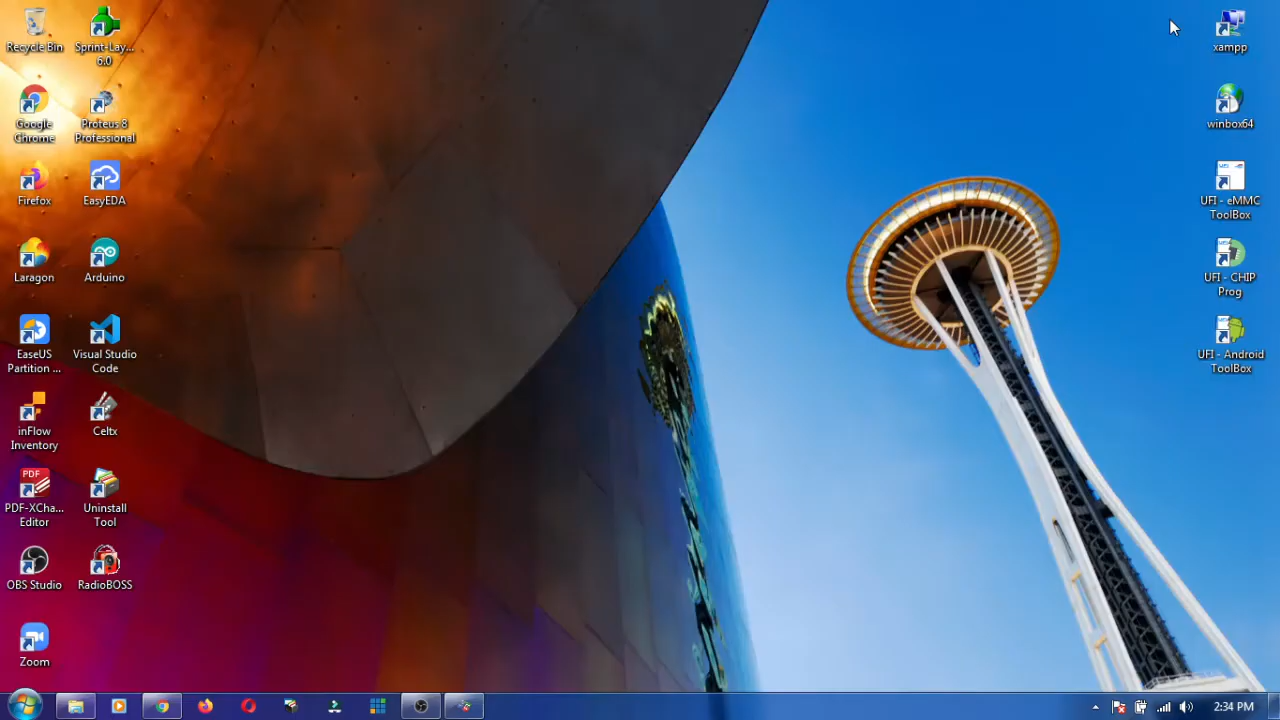 Recycle Bin
Sprint-Lay...
6.0
Google
Chrome
Proteus 8
Professional
Firefox
EasyEDA
Laragon
Arduino
EaseUS
Partition ...
Visual Studio
Code
inFlow
Inventory
Celtx
PDF
PDF-XCha...
Editor
Uninstall
Tool
OBS Studio
RadioBOSS
Zoom
xampp
winbox64
UFI - eMMC
ToolBox
UFI - CHIP
Prog
UFI - Android
ToolBox
2:34 PM